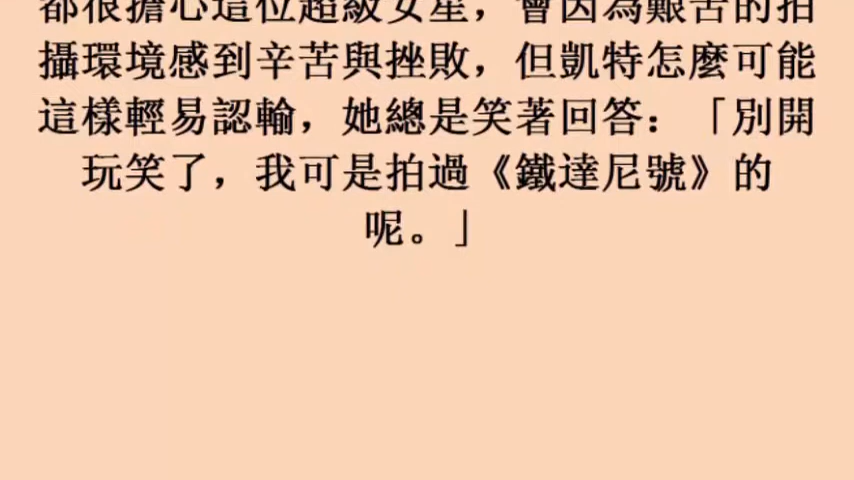 都很擔心這位超級女星，會因為艱苦的拍
攝環境感到辛苦與挫敗，但凱特怎麼可能
這樣輕易認輸，她總是笑著回答：「別開
玩笑了，我可是拍過《鐵達尼號》的
呢。」